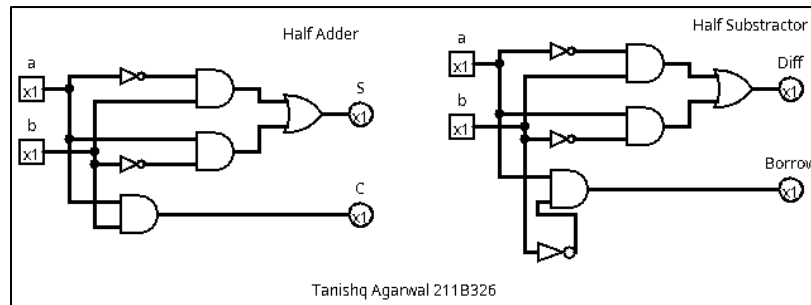 Half Adder
a
x1
S
x1
b
x1
C
x1
Half Substractor
a
x1
Diff
x1
b
x1
Borrow
x1
Tanishq Agarwal 211B326